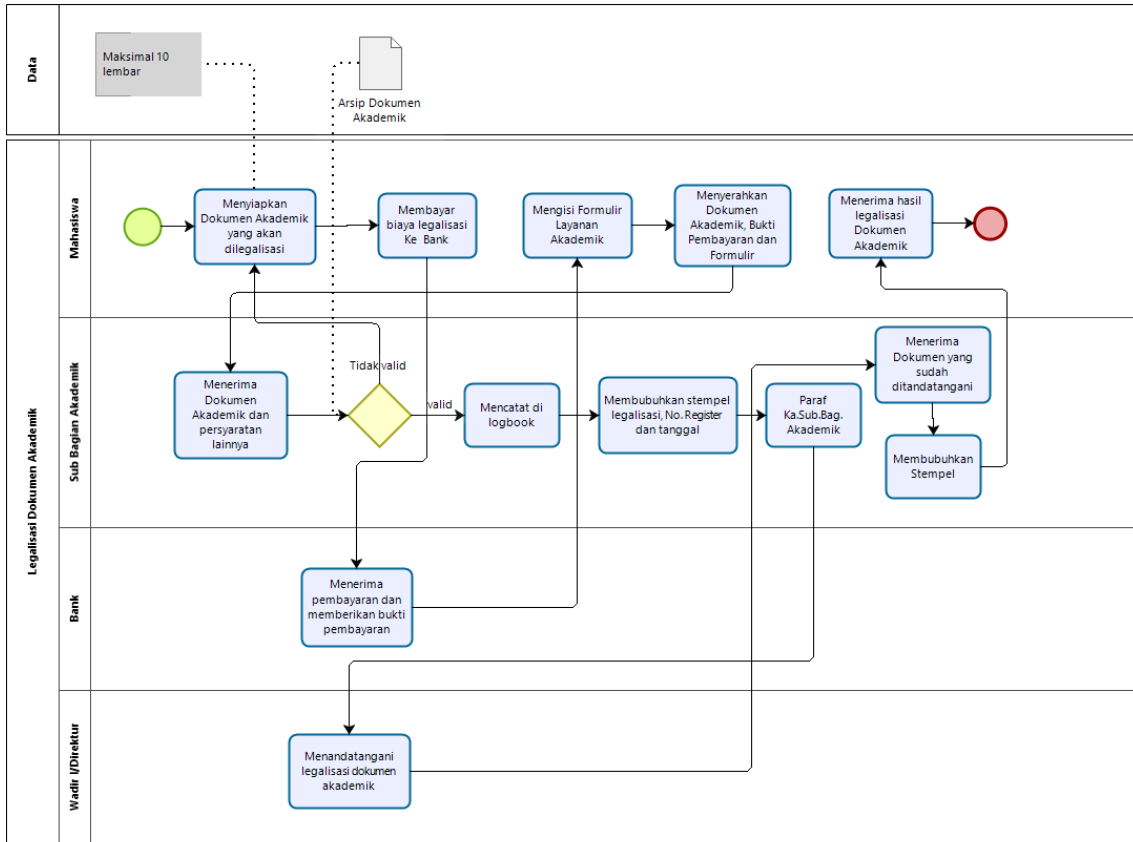 Data
Maksimal 10
lembar
Arsip Dokumen
Akademik
Legalisasi Dokumen Akademik
Mahasiswa
Menyiapkan
Dokumen Akademik
yang akan
dilegalisasi
Membayar
biaya legalisasi
Ke Bank
Mengisi Formulir
Layanan
Akademik
Menyerahkan
Dokumen
Akademik, Bukti
Pembayaran dan
Formulir
Menerima hasil
legalisasi
Dokumen
Akademik
Sub Bagian Akademik
Menerima
Dokumen
Akademik dan
persyaratan
lainnya
Tidak valid
valid
Mencatat di
logbook
Membubuhkan stempel
legalisasi, No. Register
dan tanggal
Paraf
Ka.Sub.Bag.
Akademik
Menerima
Dokumen yang
sudah
ditandatangani
Membubuhkan
Stempel
Bank
Menerima
pembayaran dan
memberikan bukti
pembayaran
Wadir I/Direktur
Menandatangani
legalisasi dokumen
akademik